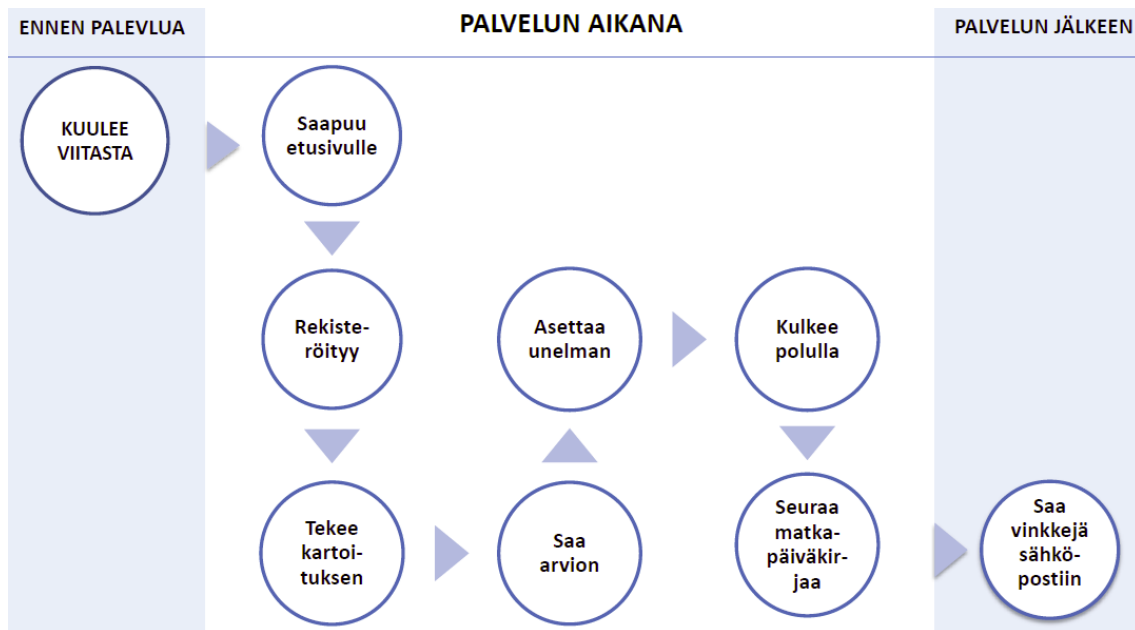 ENNEN PALEVLUA
PALVELUN AIKANA
PALVELUN JÄLKEEN
KUULEE
VIITASTA
Saapuu
etusivulle
Rekiste-
röityy
Tekee
kartoi-
tuksen
Saa
arvion
Asettaa
unelman
Kulkee
polulla
Seuraa
matka-
päiväkir-
jaa
Saa
vinkkejä
sähkö-
postiin